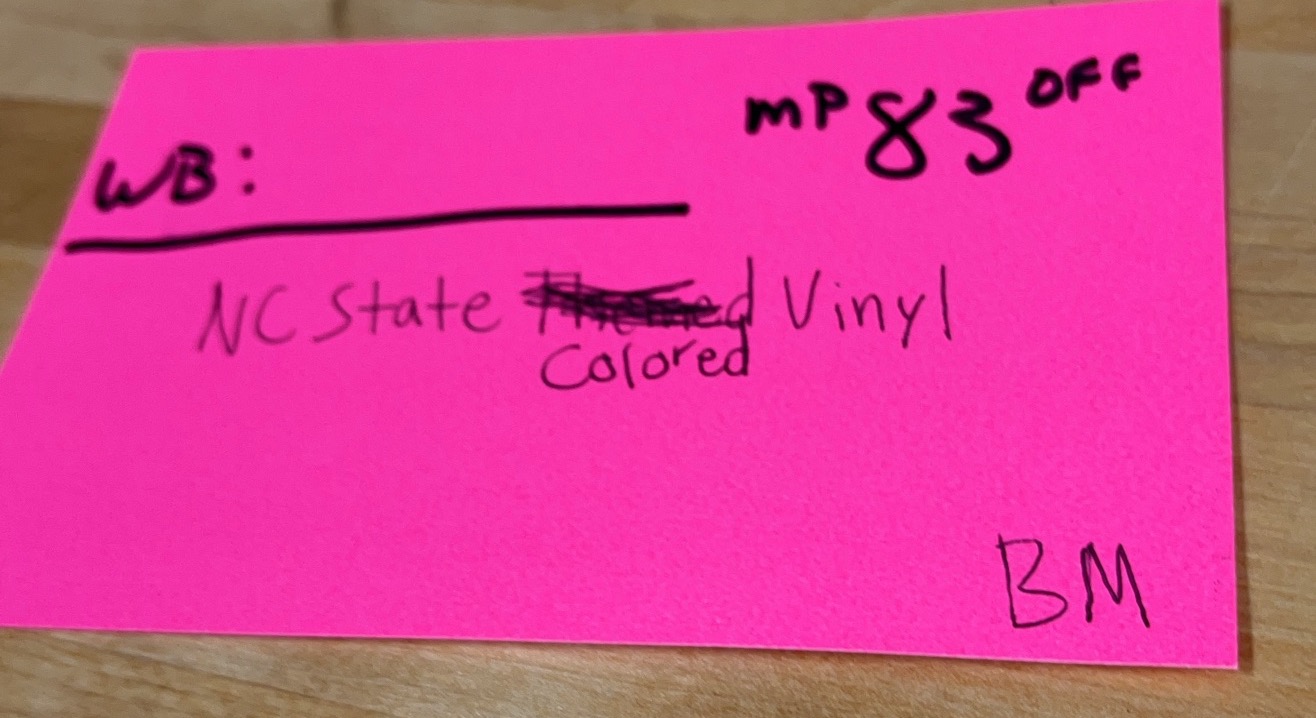 WB:
mP 83 OFF
NC State Vinyl
Colored
BM